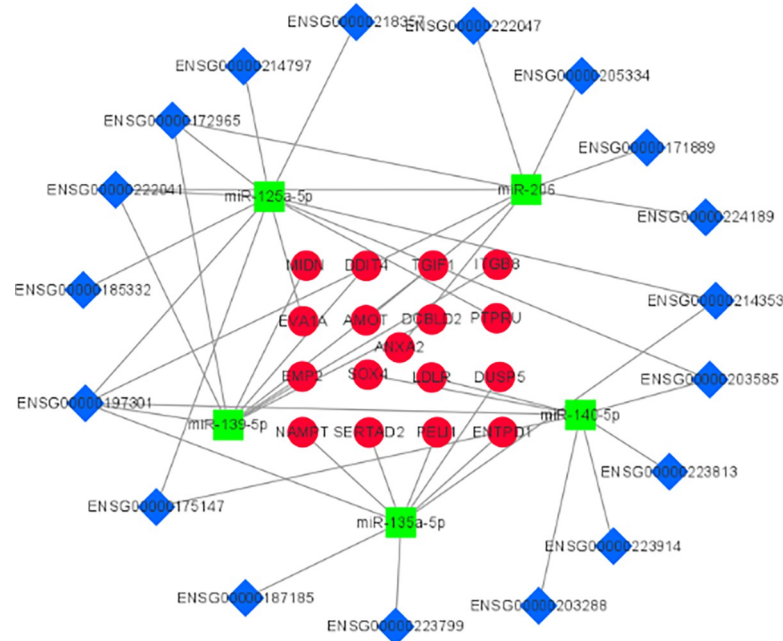 ENSG00000218357
ENSG00000222047
ENSG00000214797
ENSG00000205334
ENSG00000172965
ENSG00000171889
ENSG00000222041
miR-125a-5p
miR-206
ENSG00000224189
MIDN
DDIT4
TGIF1
ITGB3
ENSG00000185332
ENSG00000214353
EVA1A
AMOT
DCBLD2
PTPRU
ANXA2
EMP2
SOX4
LDLR
DUSP5
ENSG00000203585
ENSG00000197301
miR-139-5p
miR-140-5p
NAMPT
SERTAD2
PELI1
ENTPD1
ENSG00000223813
ENSG00000175147
miR-135a-5p
ENSG00000223914
ENSG00000187185
ENSG00000203288
ENSG00000223799